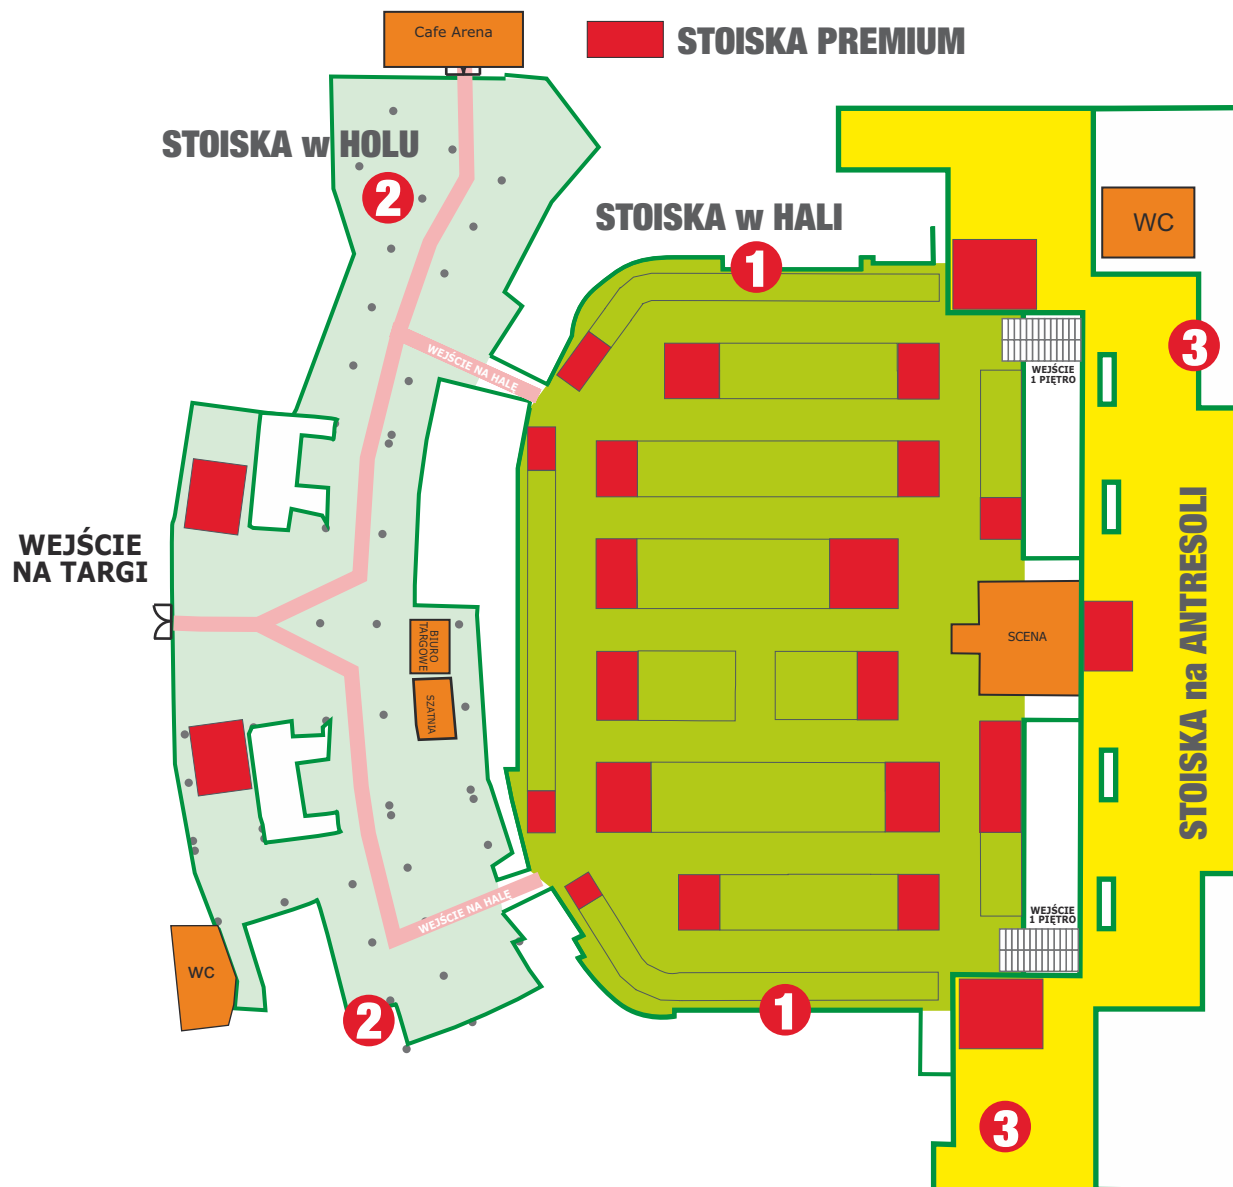 Cafe Arena
STOISKA PREMIUM
STOISKA w HOLU
2
STOISKA w HALI
1
WC
3
WEJŚCIE NA HALĘ
WEJŚCIE
1 PIĘTRO
WEJŚCIE
NA TARGI
BIURO
TARGOWE
SZATNIA
SCENA
STOISKA na ANTRESOLI
WEJŚCIE NA HALĘ
WEJŚCIE
1 PIĘTRO
WC
2
1
3